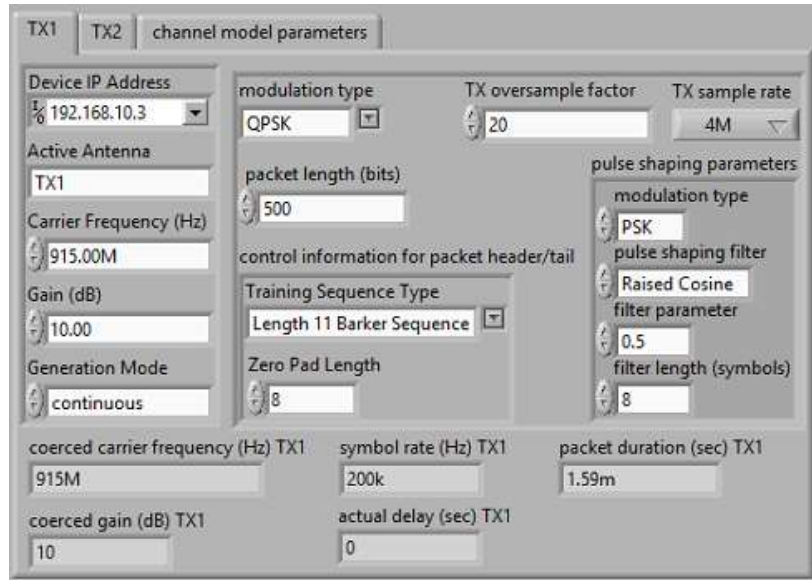 TX1 TX2 channel model parameters
Device IP Address
192.168.10.3
Active Antenna
TX1
Carrier Frequency (Hz)
915.00M
Gain (dB)
10.00
Generation Mode
continuous
modulation type
QPSK
TX oversample factor
20
TX sample rate
4M
packet length (bits)
500
control information for packet header/tail
Training Sequence Type
Length 11 Barker Sequence
Zero Pad Length
8
pulse shaping parameters
modulation type
PSK
pulse shaping filter
Raised Cosine
filter parameter
0.5
filter length (symbols)
8
coerced carrier frequency (Hz) TX1
915M
symbol rate (Hz) TX1
200k
packet duration (sec) TX1
1.59m
coerced gain (dB) TX1
10
actual delay (sec) TX1
0